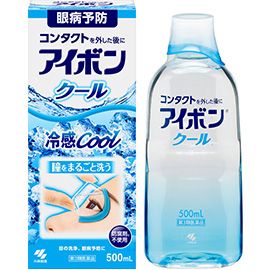 眼病予防
コンタクトを外した後に
アイボン
クール
冷感Cool
瞳をまるごと洗う
防腐剤
不使用
目の洗浄、眼病予防に
第3類医薬品
500mL
小林製薬
コンタクトを外した後に
アイボン®
クール
500mL
第3類医薬品